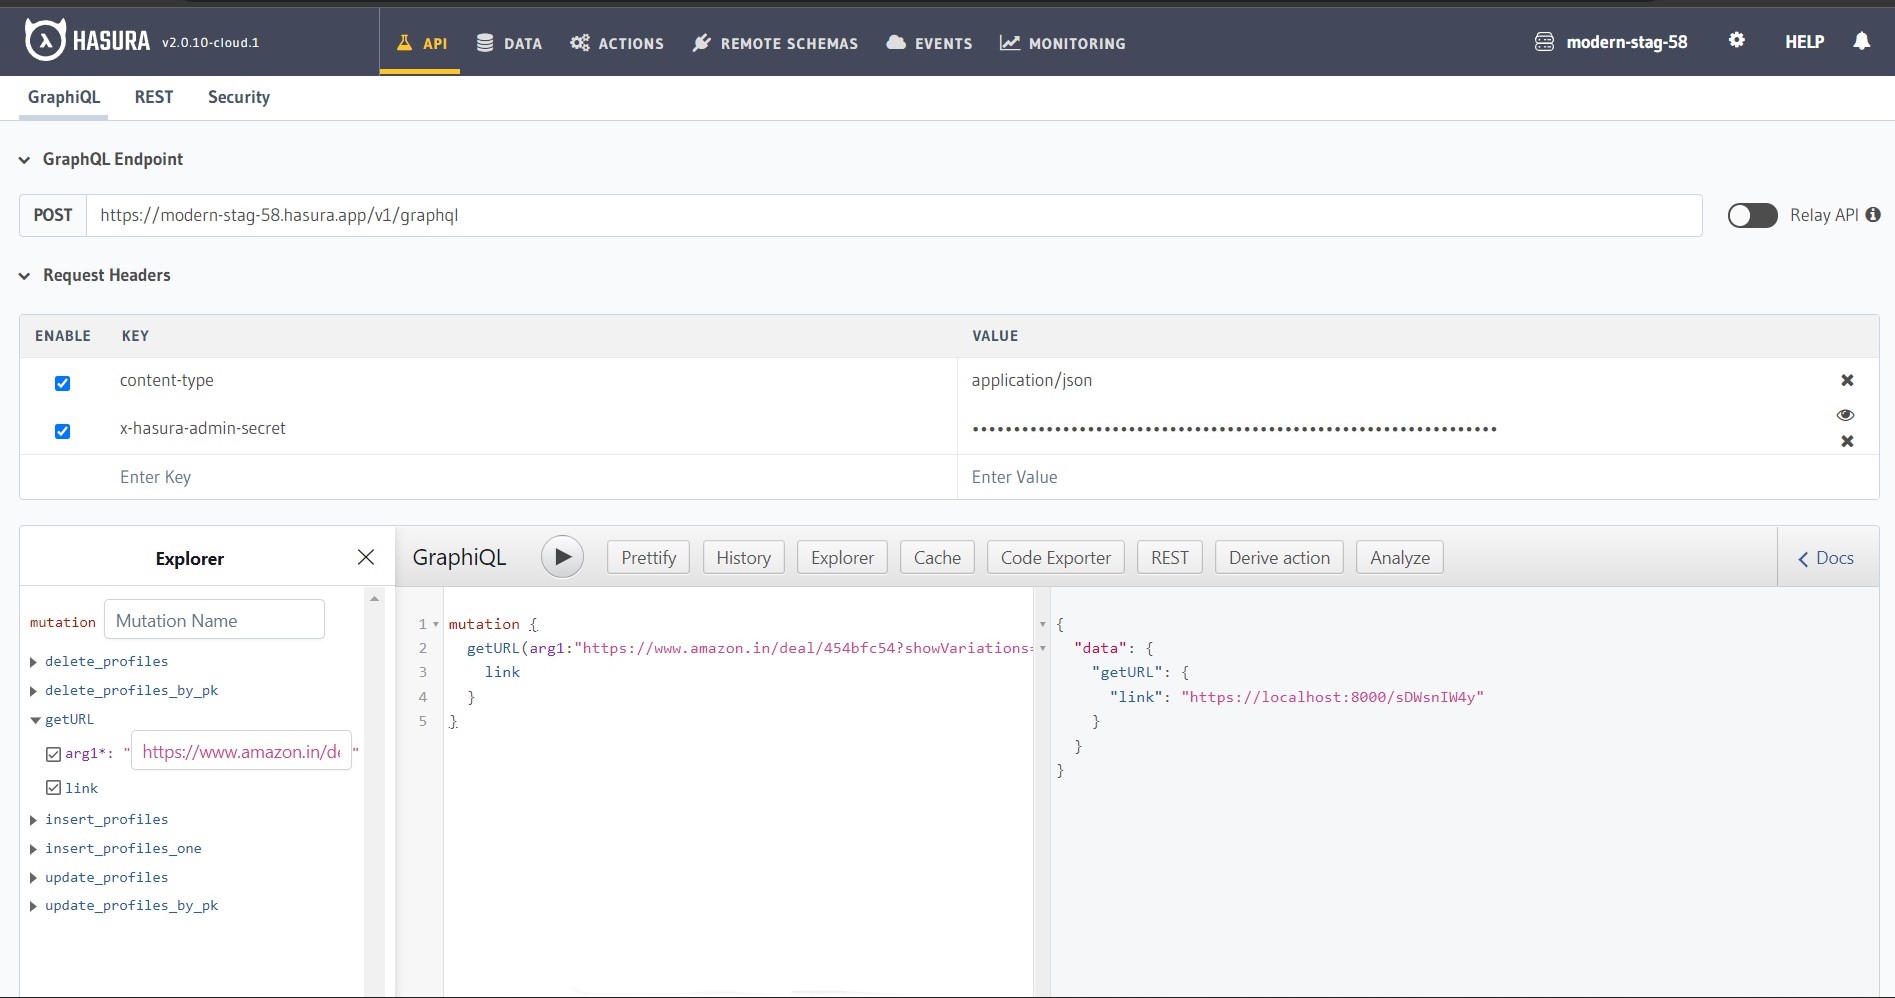 HASURA v2.0.10-cloud.1 API DATA ACTIONS REMOTE SCHEMAS EVENTS MONITORING modern-stag-58 HELP
GraphiQL REST Security
GraphQL Endpoint
POST https://modern-stag-58.hasura.app/v1/graphql Relay API
Request Headers
ENABLE KEY VALUE
content-type application/json
x-hasura-admin-secret ••••••••••••••••••••••••••••••••••••••••••••••••••••••••••••••••
Enter Key Enter Value
Explorer
mutation Mutation Name
delete_profiles
delete_profiles_by_pk
getURL
arg1*: "https://www.amazon.in/de"
link
insert_profiles
insert_profiles_one
update_profiles
update_profiles_by_pk
GraphiQL Prettify History Explorer Cache Code Exporter REST Derive action Analyze Docs
1 mutation {
2 getURL(arg1:"https://www.amazon.in/deal/454bfc54?showVariations=
3 link
4 }
5 }
{
"data": {
"getURL": {
"link": "https://localhost:8000/sDWsnIW4y"
}
}
}